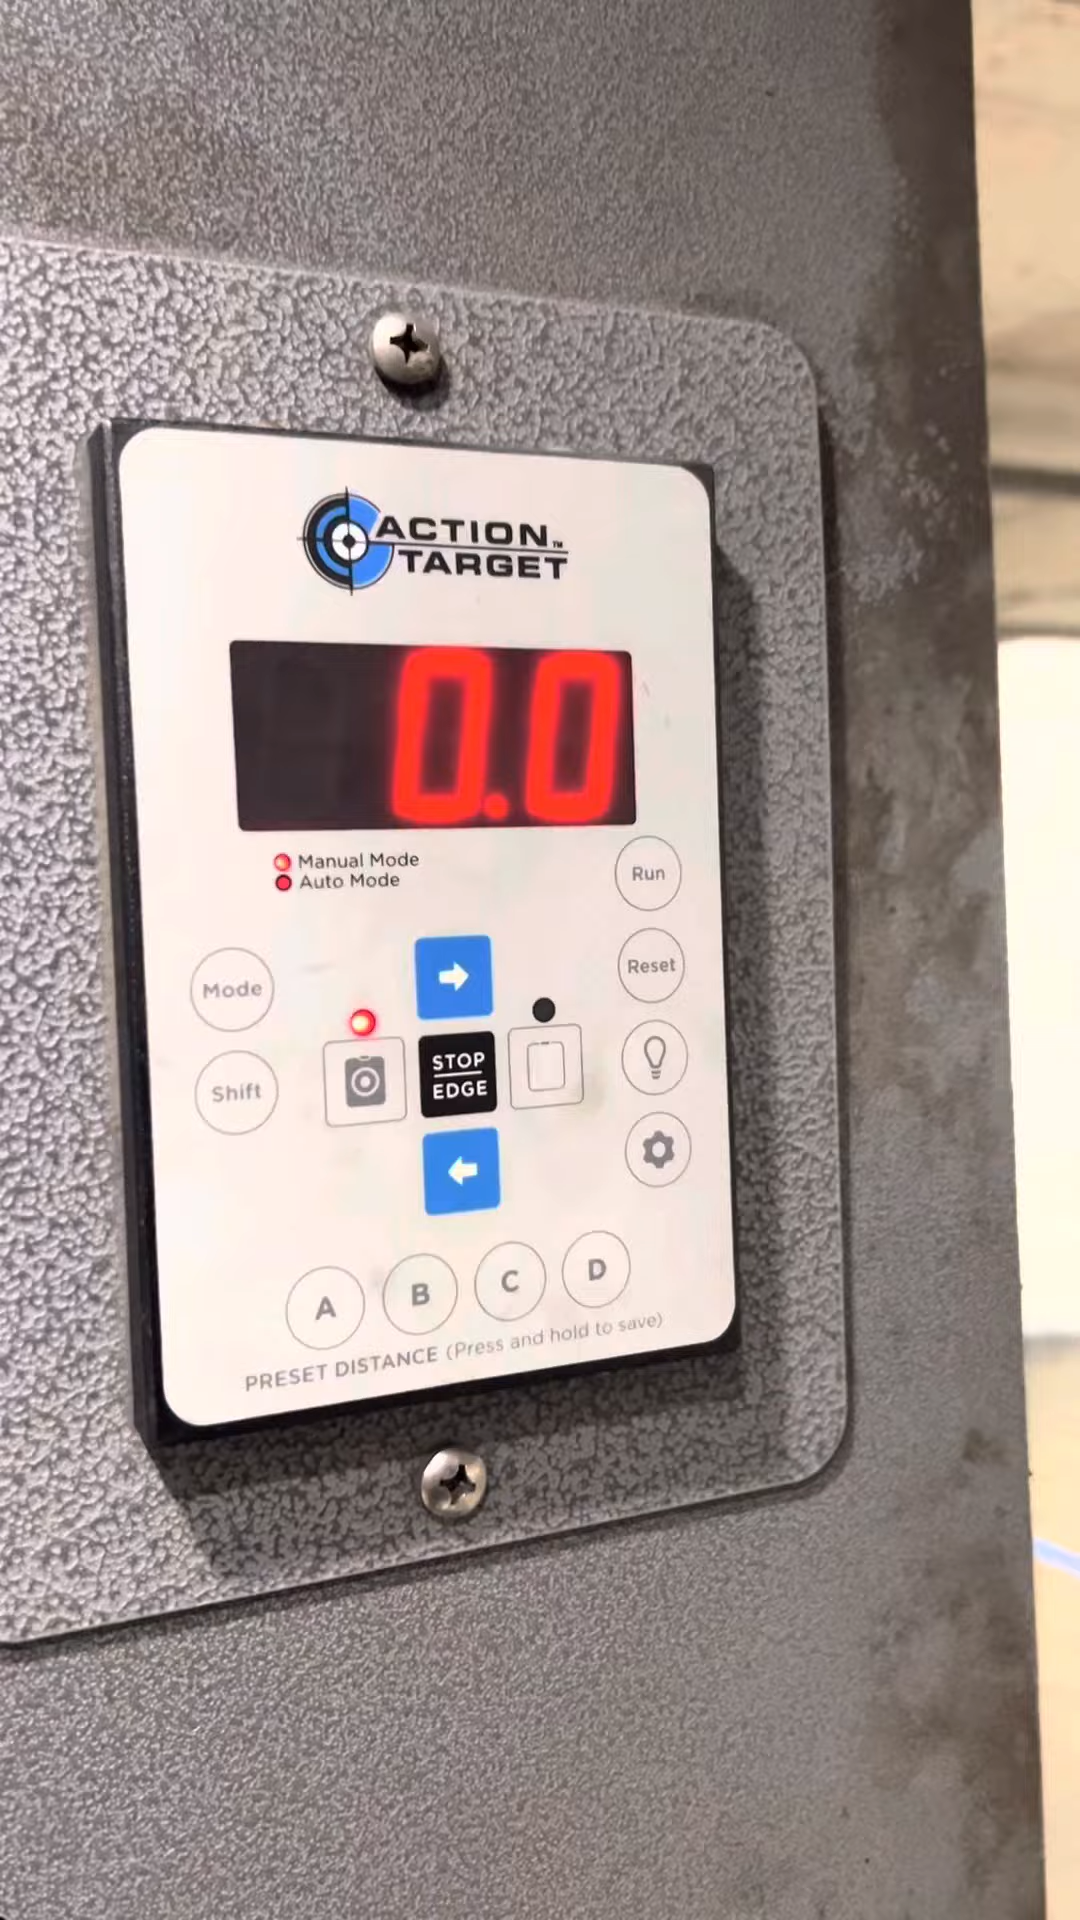 ACTION™
TARGET
0.0
Manual Mode
Auto Mode
Run
Mode
Reset
STOP
EDGE
Shift
A B C D
PRESET DISTANCE (Press and hold to save)